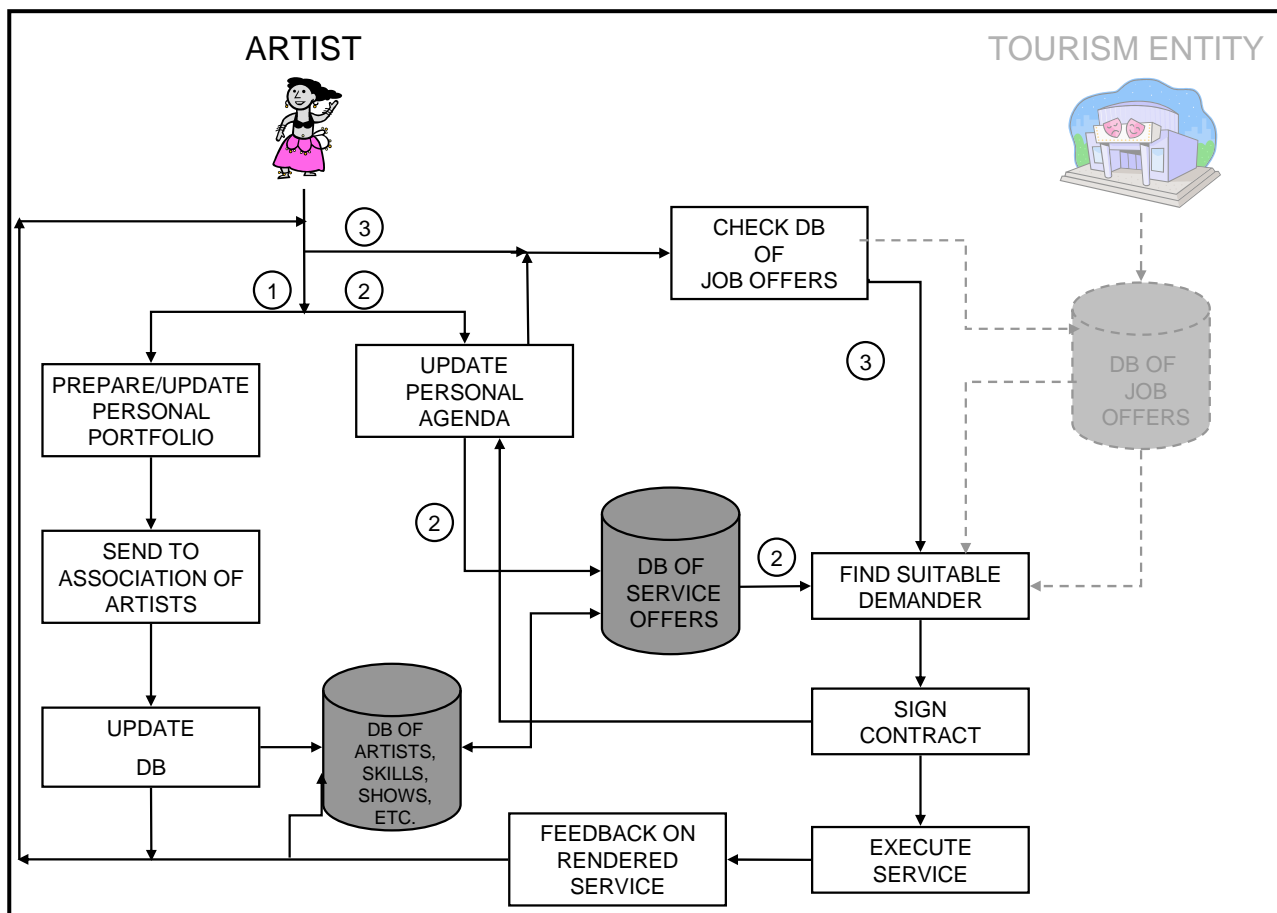 ARTIST
TOURISM ENTITY
3
CHECK DB
OF
JOB OFFERS
1
2
3
UPDATE
PERSONAL
AGENDA
PREPARE/UPDATE
PERSONAL
PORTFOLIO
DB OF
JOB
OFFERS
2
DB OF
SERVICE
OFFERS
2
FIND SUITABLE
DEMANDER
SEND TO
ASSOCIATION OF
ARTISTS
UPDATE
DB
DB OF
ARTISTS,
SKILLS,
SHOWS,
ETC.
SIGN
CONTRACT
FEEDBACK ON
RENDERED
SERVICE
EXECUTE
SERVICE